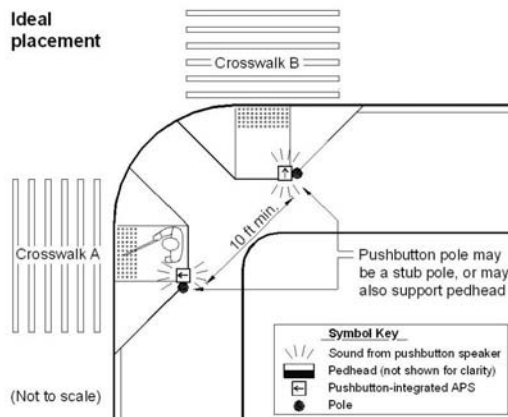 Ideal
placement
Crosswalk B
Crosswalk A
10 ft min.
Pushbutton pole may
be a stub pole, or may
also support pedhead
Symbol Key
Sound from pushbutton speaker
Pedhead (not shown for clarity)
Pushbutton-integrated APS
Pole
(Not to scale)